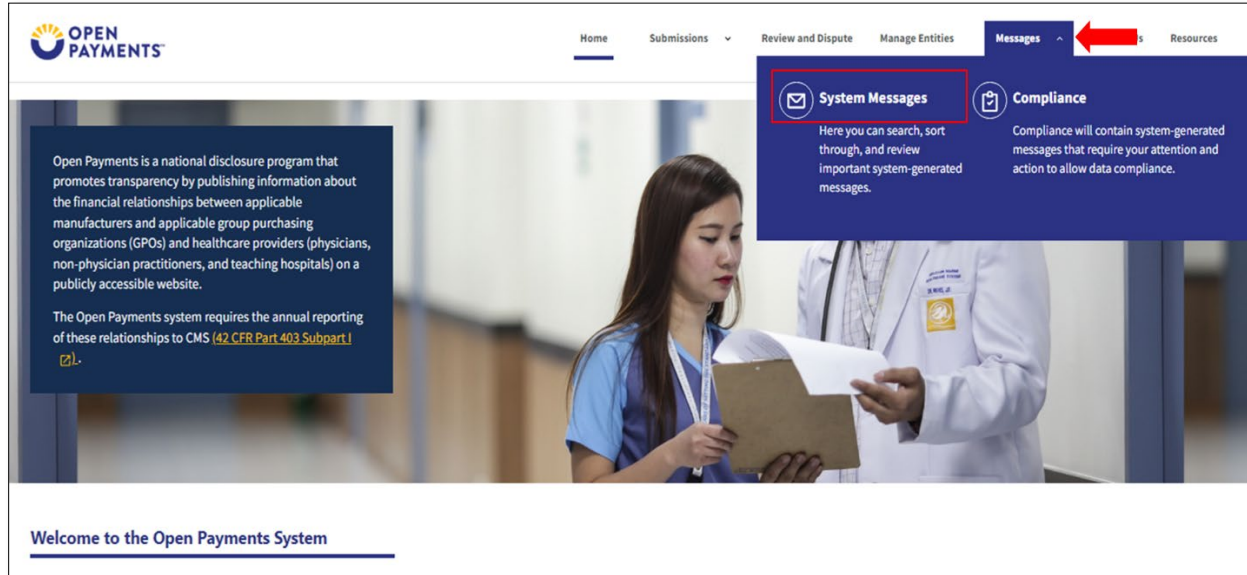 OPEN
PAYMENTS
Home Submissions Review and Dispute Manage Entities Messages Resources
System Messages
Here you can search, sort
through, and review
important system-generated
messages.
Compliance
Compliance will contain system-generated
messages that require your attention and
action to allow data compliance.
Open Payments is a national disclosure program that
promotes transparency by publishing information about
the financial relationships between applicable
manufacturers and applicable group purchasing
organizations (GPOs) and healthcare providers (physicians,
non-physician practitioners, and teaching hospitals) on a
publicly accessible website.
The Open Payments system requires the annual reporting
of these relationships to CMS (42 CFR Part 403 Subpart I
).
Welcome to the Open Payments System